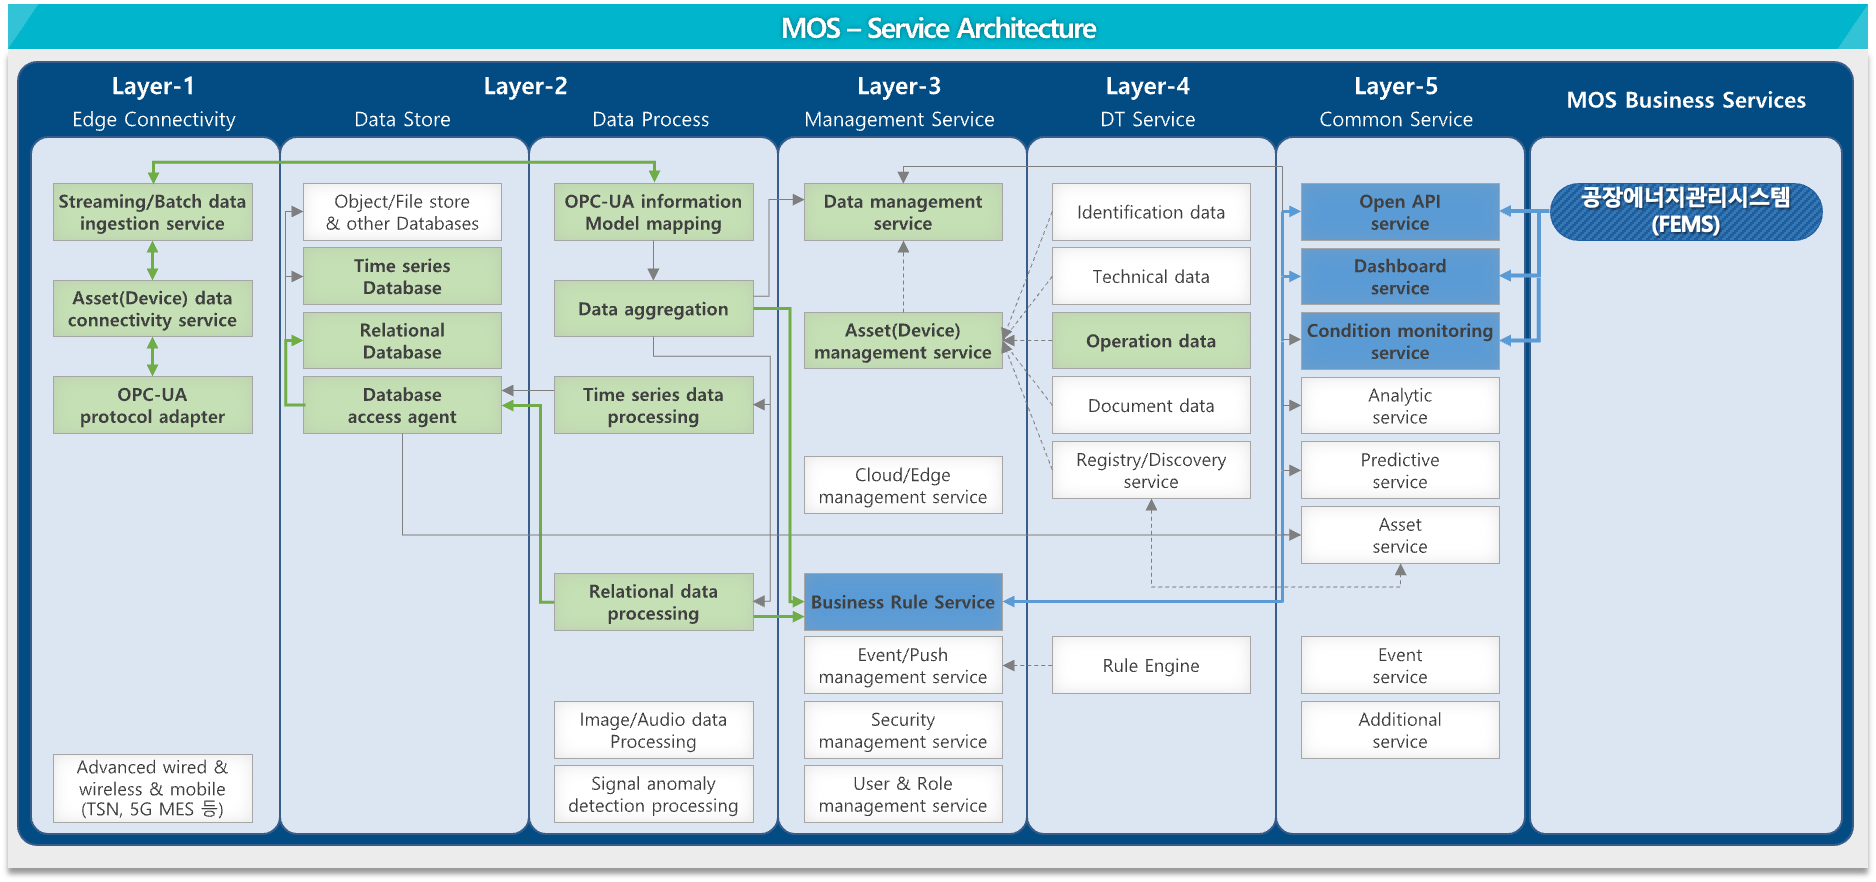 MOS – Service Architecture
Layer-1
Edge Connectivity
Layer-2
Data Store
Data Process
Layer-3
Management Service
Layer-4
DT Service
Layer-5
Common Service
MOS Business Services
Streaming/Batch data
ingestion service
Asset(Device) data
connectivity service
OPC-UA
protocol adapter
Advanced wired &
wireless & mobile
(TSN, 5G MES 등)
Object/File store
& other Databases
Time series
Database
Relational
Database
Database
access agent
OPC-UA information
Model mapping
Data aggregation
Time series data
processing
Relational data
processing
Image/Audio data
Processing
Signal anomaly
detection processing
Data management
service
Asset(Device)
management service
Cloud/Edge
management service
Business Rule Service
Event/Push
management service
Security
management service
User & Role
management service
Identification data
Technical data
Operation data
Document data
Registry/Discovery
service
Rule Engine
Open API
service
Dashboard
service
Condition monitoring
service
Analytic
service
Predictive
service
Asset
service
Event
service
Additional
service
공장에너지관리시스템
(FEMS)